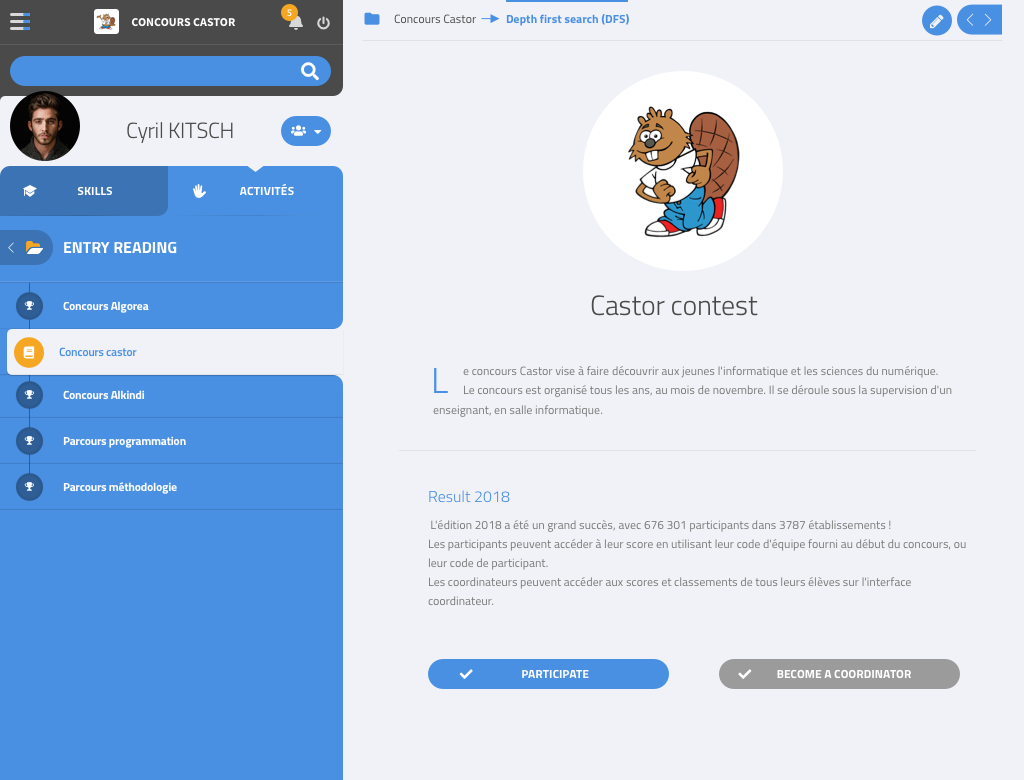 CONCOURS CASTOR
5
Cyril KITSCH
SKILLS
ACTIVITÉS
ENTRY READING
Concours Algorea
Concours castor
Concours Alkindi
Parcours programmation
Parcours méthodologie
Concours Castor
Depth first search (DFS)
Castor contest
Le concours Castor vise à faire découvrir aux jeunes l'informatique et les sciences du numérique.
Le concours est organisé tous les ans, au mois de novembre. Il se déroule sous la supervision d'un
enseignant, en salle informatique.
Result 2018
L'édition 2018 a été un grand succès, avec 676 301 participants dans 3787 établissements !
Les participants peuvent accéder à leur score en utilisant leur code d'équipe fourni au début du concours, ou
leur code de participant.
Les coordinateurs peuvent accéder aux scores et classements de tous leurs élèves sur l'interface
coordinateur.
PARTICIPATE
BECOME A COORDINATOR